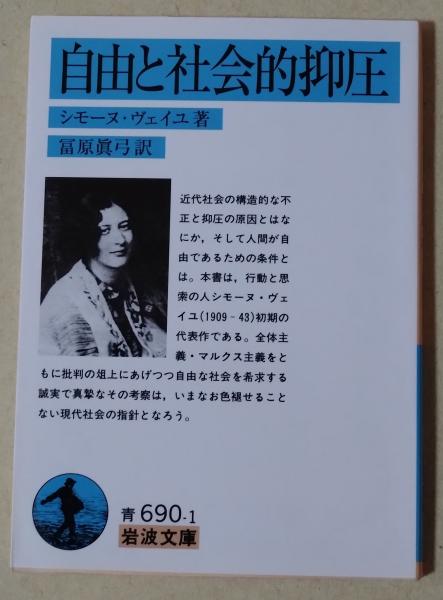 自由と社会的抑圧
シモーヌ・ヴェイユ著
冨原眞弓訳
近代社会の構造的な不
正と抑圧の原因とはな
にか，そして人間が自
由であるための条件と
は。本書は，行動と思
索の人シモーヌ・ヴェ
イユ(1909‐43)初期の
代表作である。全体主
義・マルクス主義をと
もに批判の俎上にあげつつ自由な社会を希求する
誠実で真摯なその考察は，いまなお色褪せること
ない現代社会の指針となろう。
青 690-1
岩波文庫